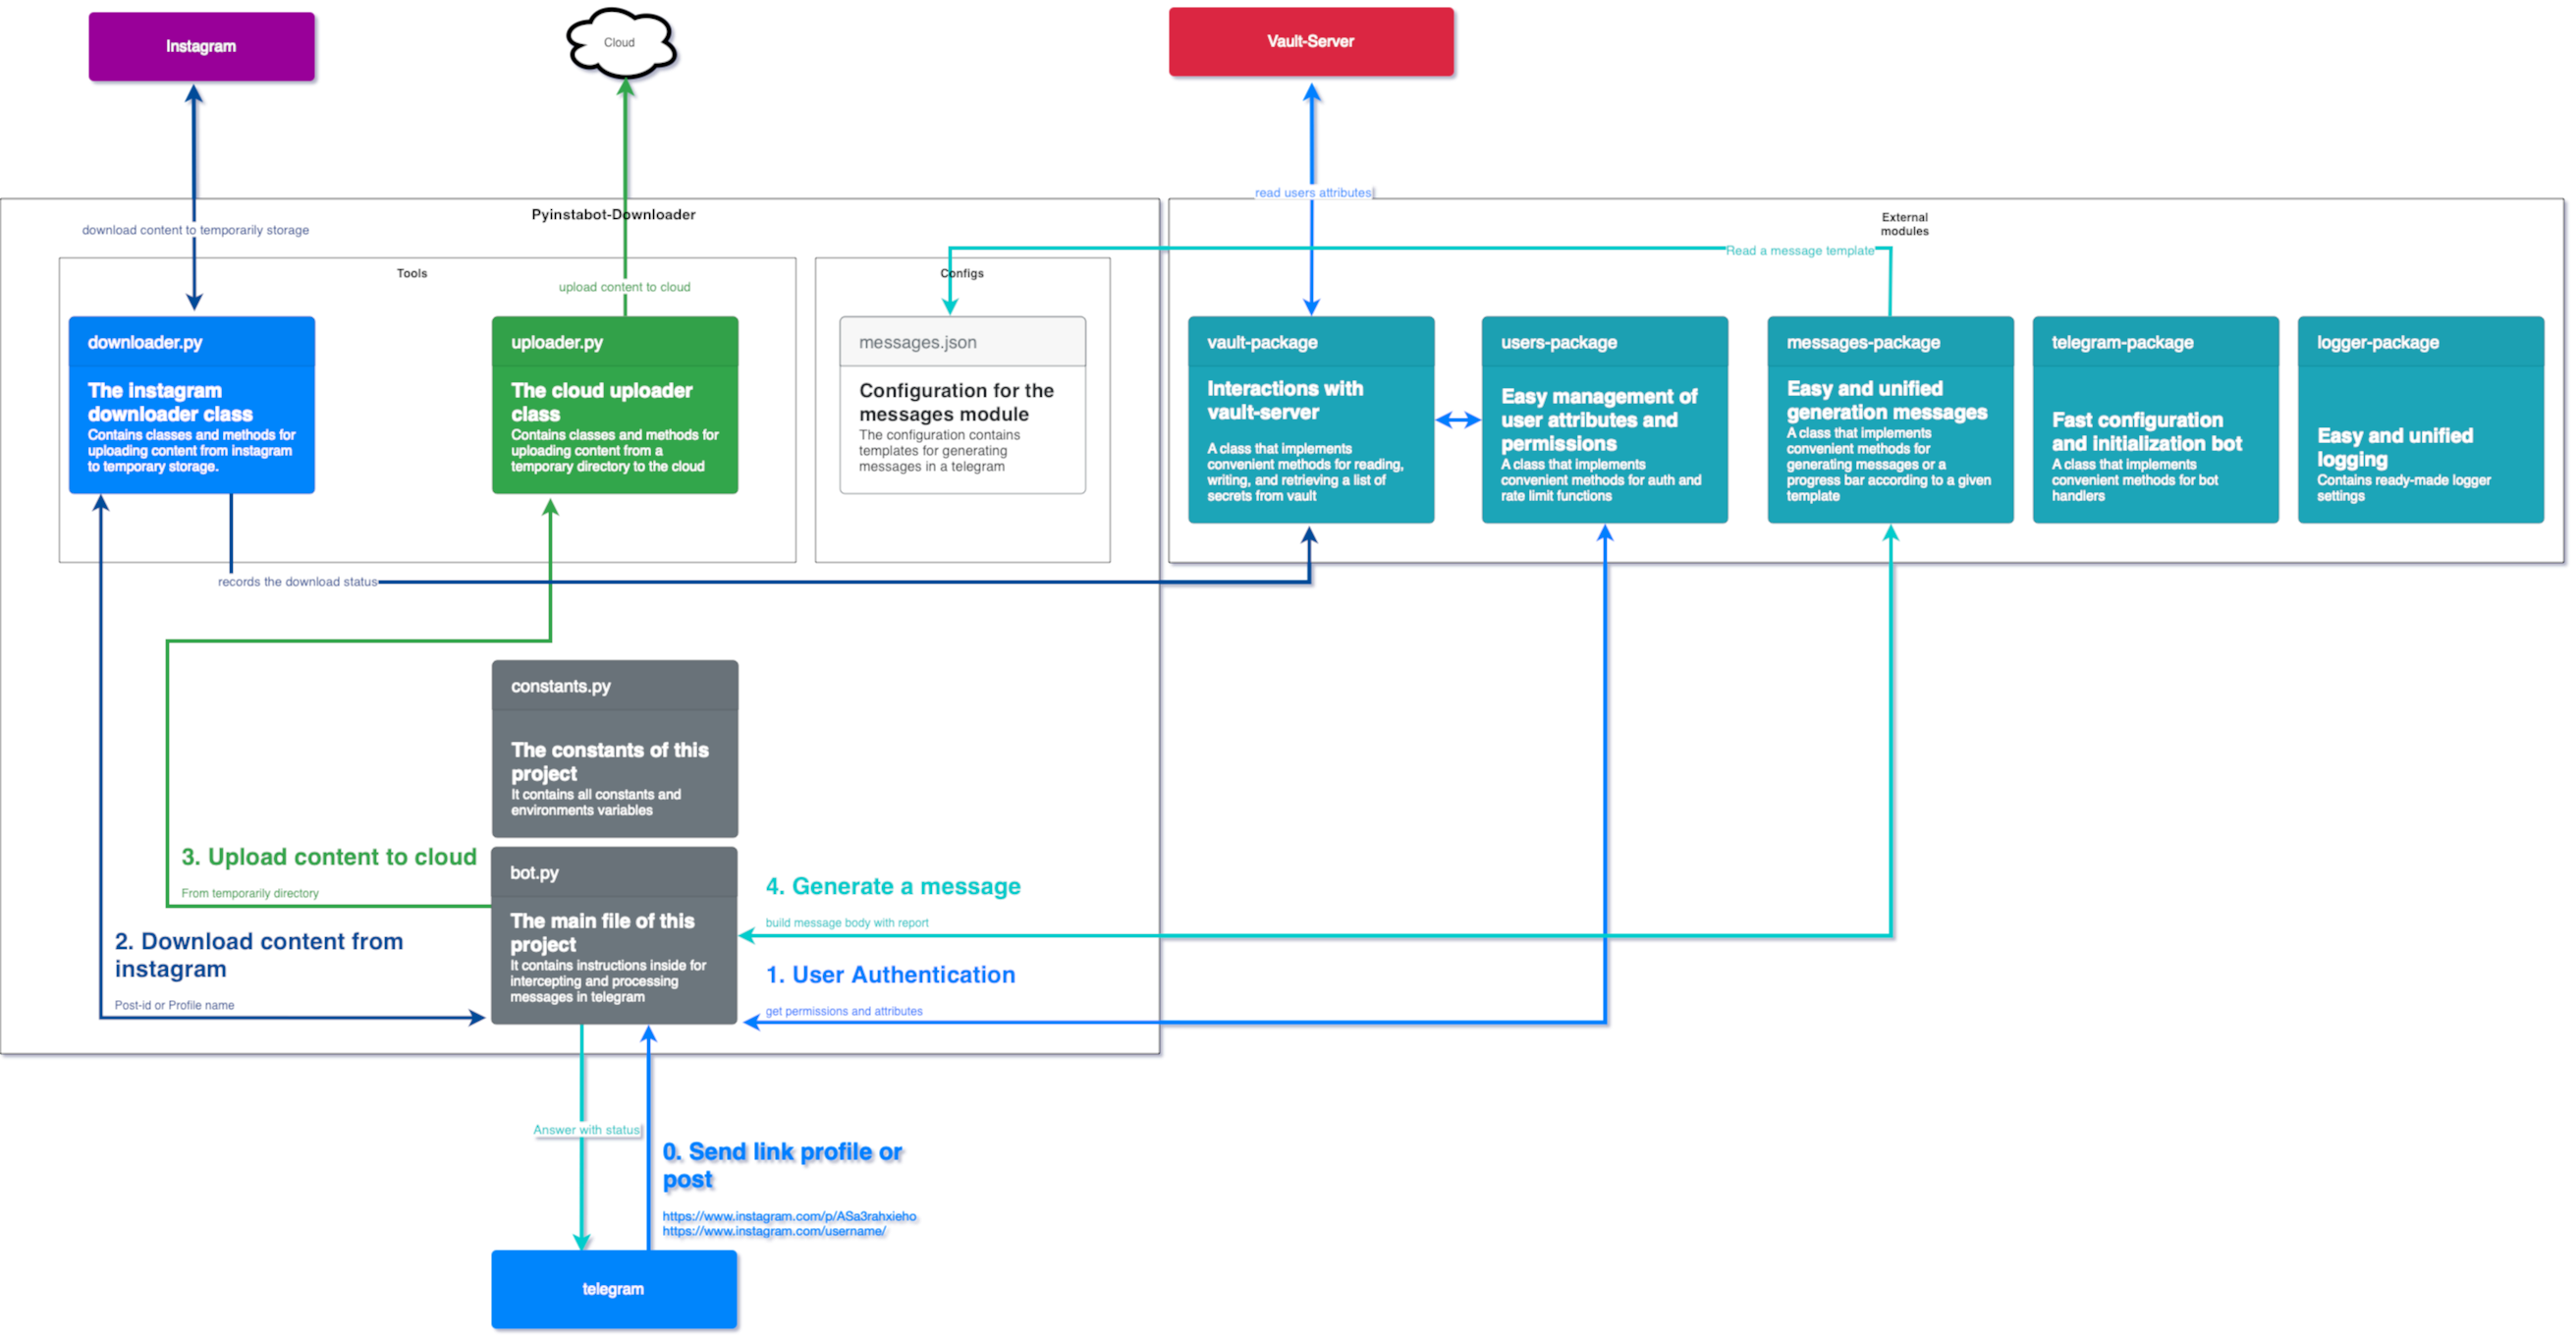 Instagram
Cloud
Vault-Server
read users attributes
Pyinstabot-Downloader
download content to temporarily storage
External
modules
Read a message template
Tools
upload content to cloud
Configs
downloader.py
The instagram
downloader class
Contains classes and methods for
uploading content from instagram
to temporary storage.
uploader.py
The cloud uploader
class
Contains classes and methods for
uploading content from a
temporary directory to the cloud
messages.json
Configuration for the
messages module
The configuration contains
templates for generating
messages in a telegram
vault-package
Interactions with
vault-server
A class that implements
convenient methods for reading,
writing, and retrieving a list of
secrets from vault
users-package
Easy management of
user attributes and
permissions
A class that implements
convenient methods for auth and
rate limit functions
messages-package
Easy and unified
generation messages
A class that implements
convenient methods for
generating messages or a
progress bar according to a given
template
telegram-package
Fast configuration
and initialization bot
A class that implements
convenient methods for bot
handlers
logger-package
Easy and unified
logging
Contains ready-made logger
settings
records the download status
constants.py
The constants of this
project
It contains all constants and
environments variables
3. Upload content to cloud
From temporarily directory
bot.py
The main file of this
project
It contains instructions inside for
intercepting and processing
messages in telegram
4. Generate a message
build message body with report
2. Download content from
instagram
Post-id or Profile name
1. User Authentication
get permissions and attributes
Answer with status
0. Send link profile or
post
https://www.instagram.com/p/ASa3rahxieho
https://www.instagram.com/username/
telegram